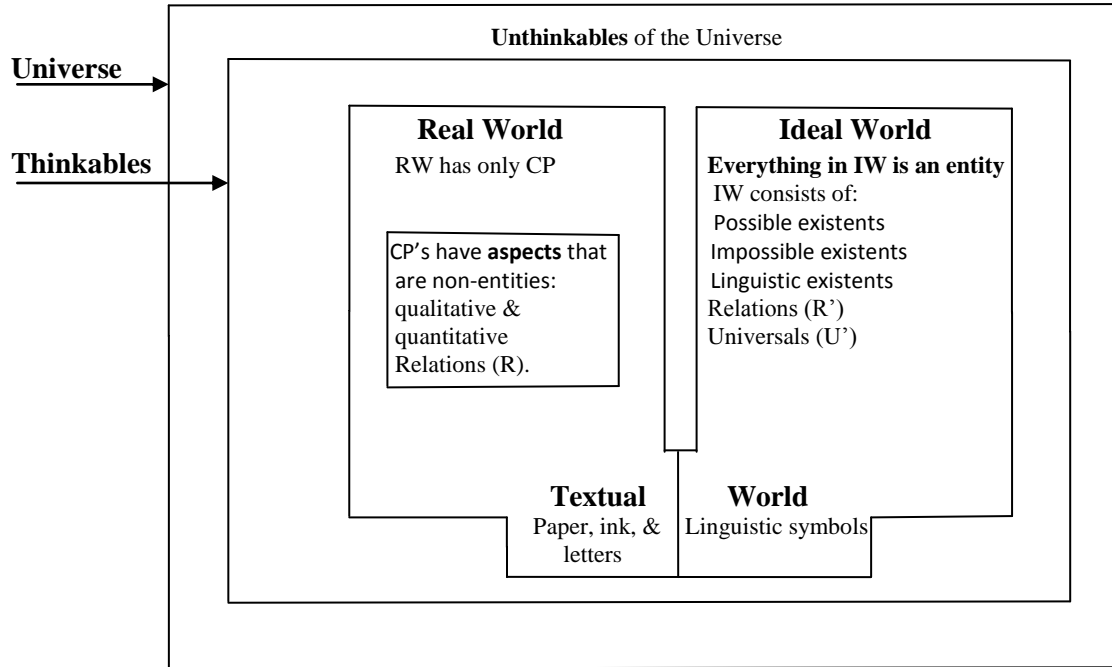 Unthinkables of the Universe
Universe
Thinkables
Real World
RW has only CP
CP’s have aspects that
are non-entities:
qualitative &
quantitative
Relations (R).
Ideal World
Everything in IW is an entity
IW consists of:
Possible existents
Impossible existents
Linguistic existents
Relations (R’)
Universals (U’)
Textual World
Paper, ink, &
letters
Linguistic symbols